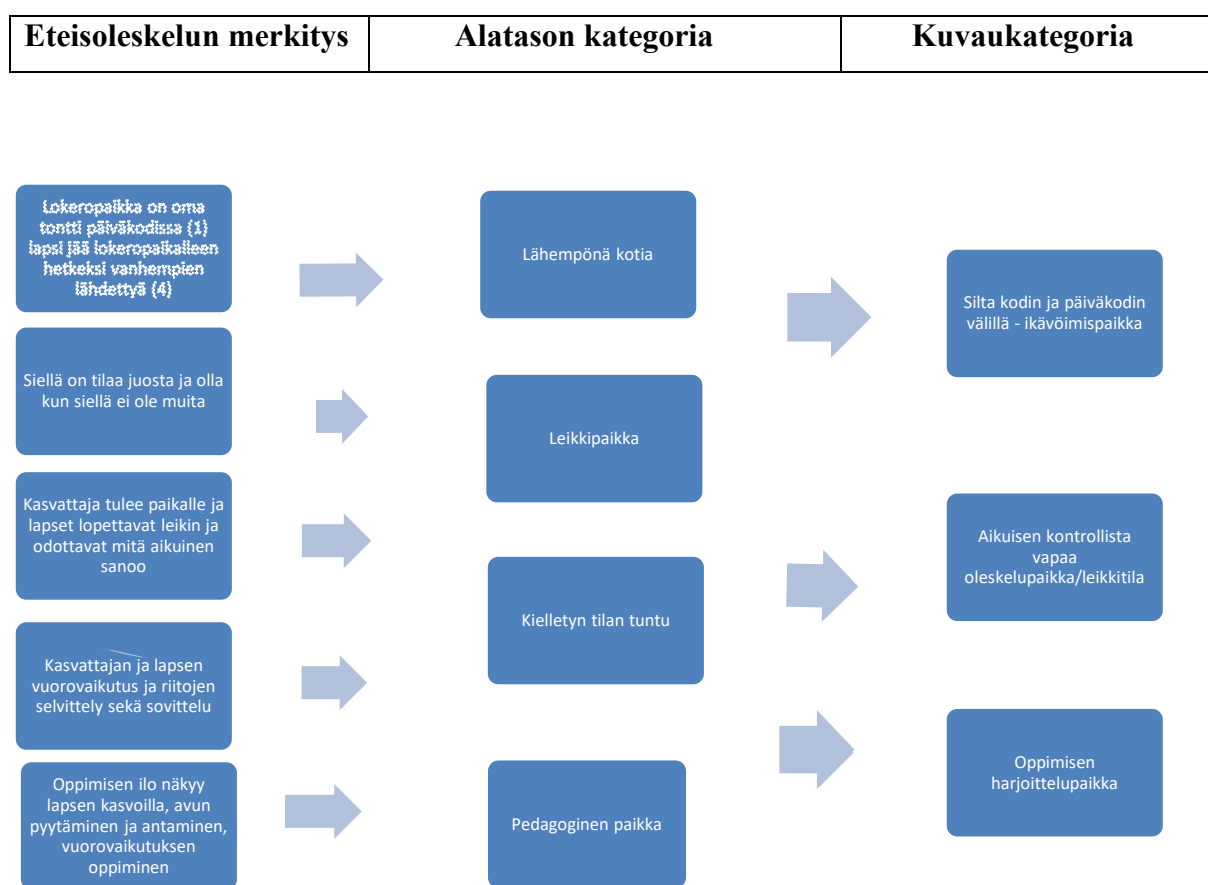 Eteisoleskelun merkitys
Alatason kategoria
Kuvaukategoria
Lokeropaikka on oma
tontti päiväkodissa (1)
lapsi jää lokeropaikalleen
hetkeksi vanhempien
lähdettyä (4)
Siellä on tilaa juosta ja olla
kun siellä ei ole muita
Kasvattaja tulee paikalle ja
lapset lopettavat leikin ja
odottavat mitä aikuinen
sanoo
Kasvattajan ja lapsen
vuorovaikutus ja riitojen
selvittely sekä sovittelu
Oppimisen ilo näkyy
lapsen kasvoilla, avun
pyytäminen ja antaminen,
vuorovaikutuksen
oppiminen
Lähempönä kotia
Leikkipaikka
Kielletyn tilan tuntu
Pedagoginen paikka
Silta kodin ja päiväkodin
välillä - ikävöimispaikka
Aikuisen kontrollista
vapaa
oleskelupaikka/leikkitila
Oppimisen
harjoittelupaikka